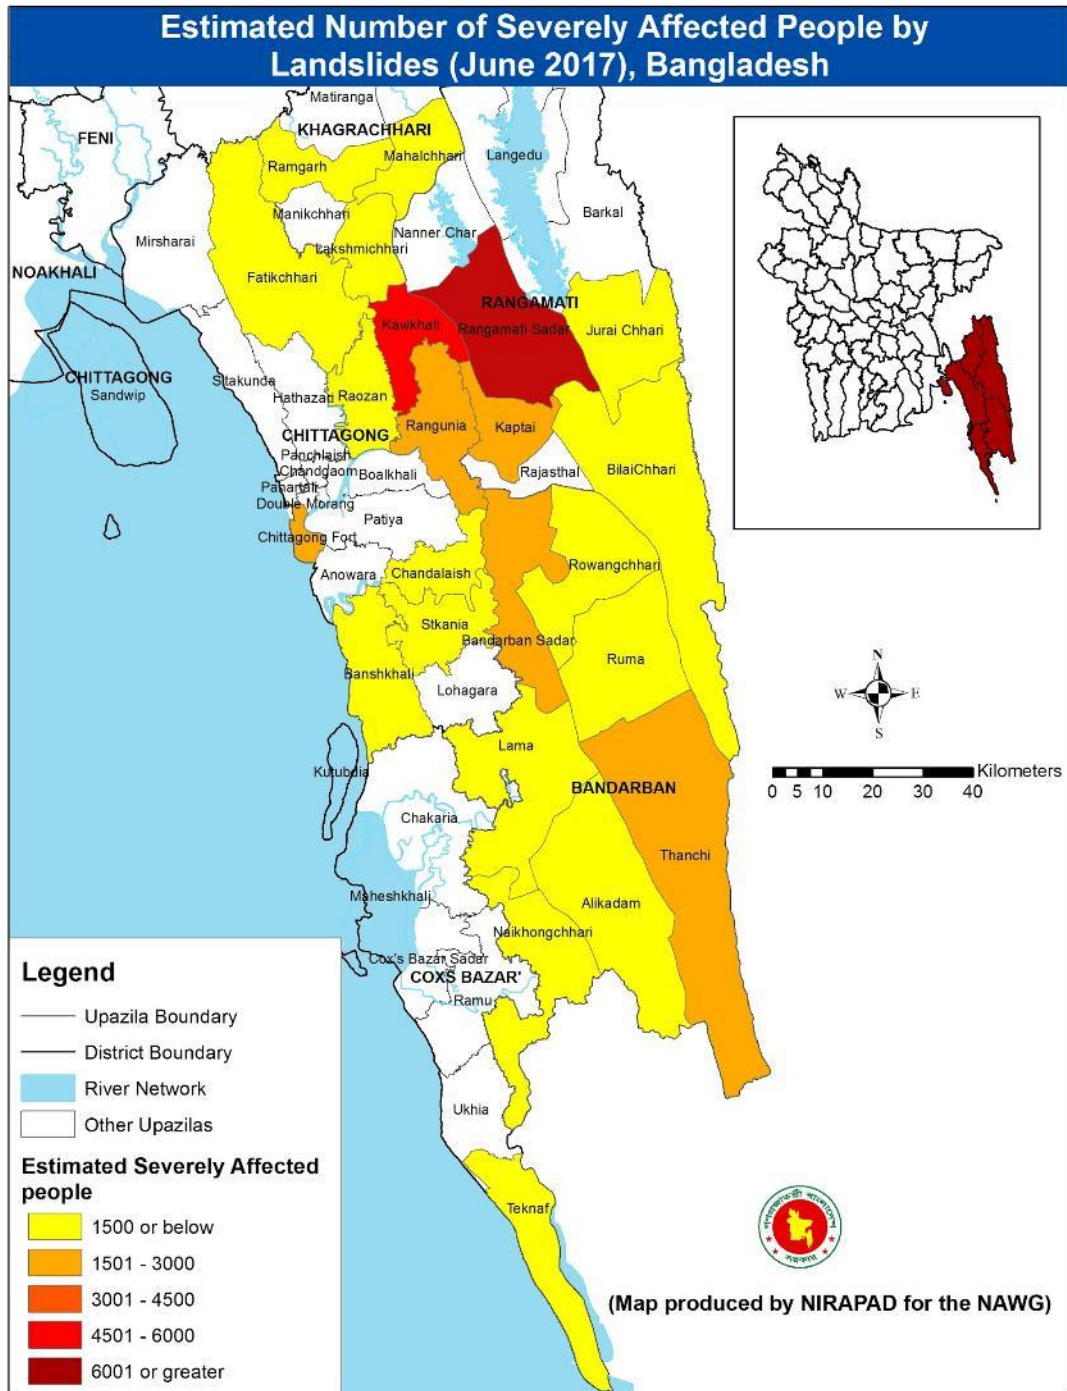 Estimated Number of Severely Affected People by
Landslides (June 2017), Bangladesh
Matiranga
KHAGRACHHARI
FENI
Mahalchhari
Langedu
Ramgarh
Barkal
Manikchhari
Nanner Char
Mirsharai
Lakshmichhari
NOAKHALI
Fatikchhari
RANGAMATI
Kawkhali
Rangamati Sadar
Jurai Chhari
CHITTAGONG
Sandwip
Sitakunda
Hathazari
Raozan
CHITTAGONG
Rangunia
Kaptai
Panchlaish
Chandgaom
Boalkhali
Rajasthal
BilaiChhari
Double Morang
Patiya
Chittagong Fort
Rowangchhari
Anowara
Chandalaish
Stkania
Bandarban Sadar
Ruma
Banshkhali
Lohagara
Lama
Kutubdia
BANDARBAN
Chakaria
Thanchi
Maheshkhali
Alikadam
Naikhongchhari
Cox's Bazar Sadar
COXS BAZAR'
Ramu
Ukhia
Teknaf
N
W E
S
Kilometers
0 5 10 20 30 40
Legend
Upazila Boundary
District Boundary
River Network
Other Upazilas
Estimated Severely Affected
people
1500 or below
1501 - 3000
3001 - 4500
4501 - 6000
6001 or greater
(Map produced by NIRAPAD for the NAWG)